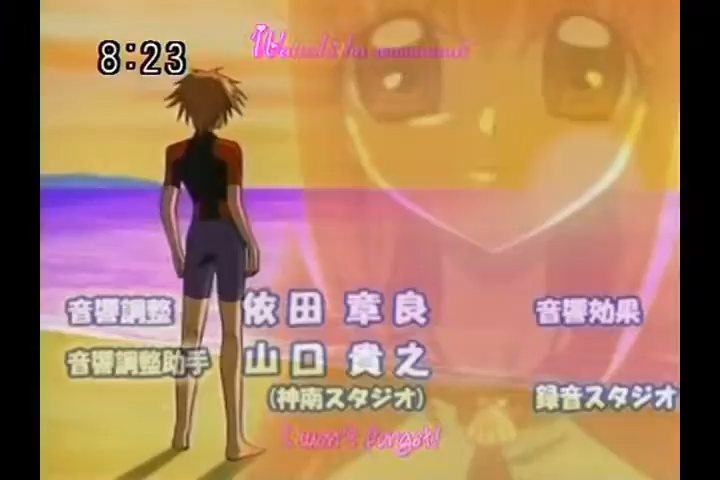 8:23
音響調整 依田 章良 音響効果
音響調整助手 山口 貴之
(神南スタジオ) 録音スタジオ
I won't forget!